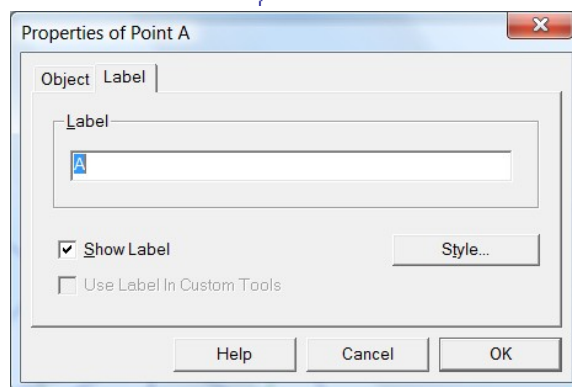 Properties of Point A
Object Label
Label
A
Show Label
Style...
Use Label In Custom Tools
Help Cancel OK